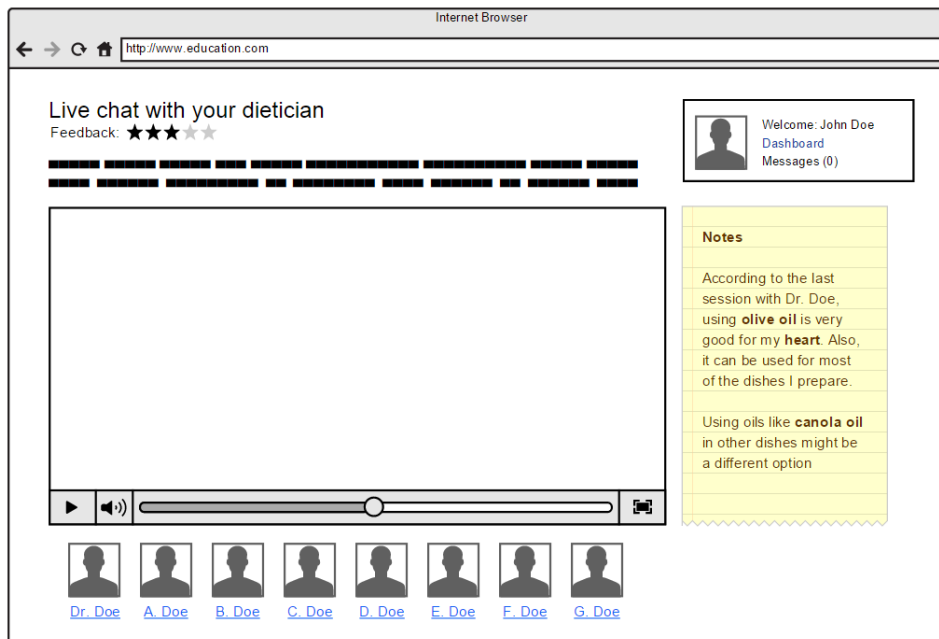 Internet Browser
http://www.education.com
Live chat with your dietician
Feedback:
Welcome: John Doe
Dashboard
Messages (0)
Notes
According to the last
session with Dr. Doe,
using olive oil is very
good for my heart. Also,
it can be used for most
of the dishes I prepare.
Using oils like canola oil
in other dishes might be
a different option
Dr. Doe A. Doe B. Doe C. Doe D. Doe E. Doe F. Doe G. Doe